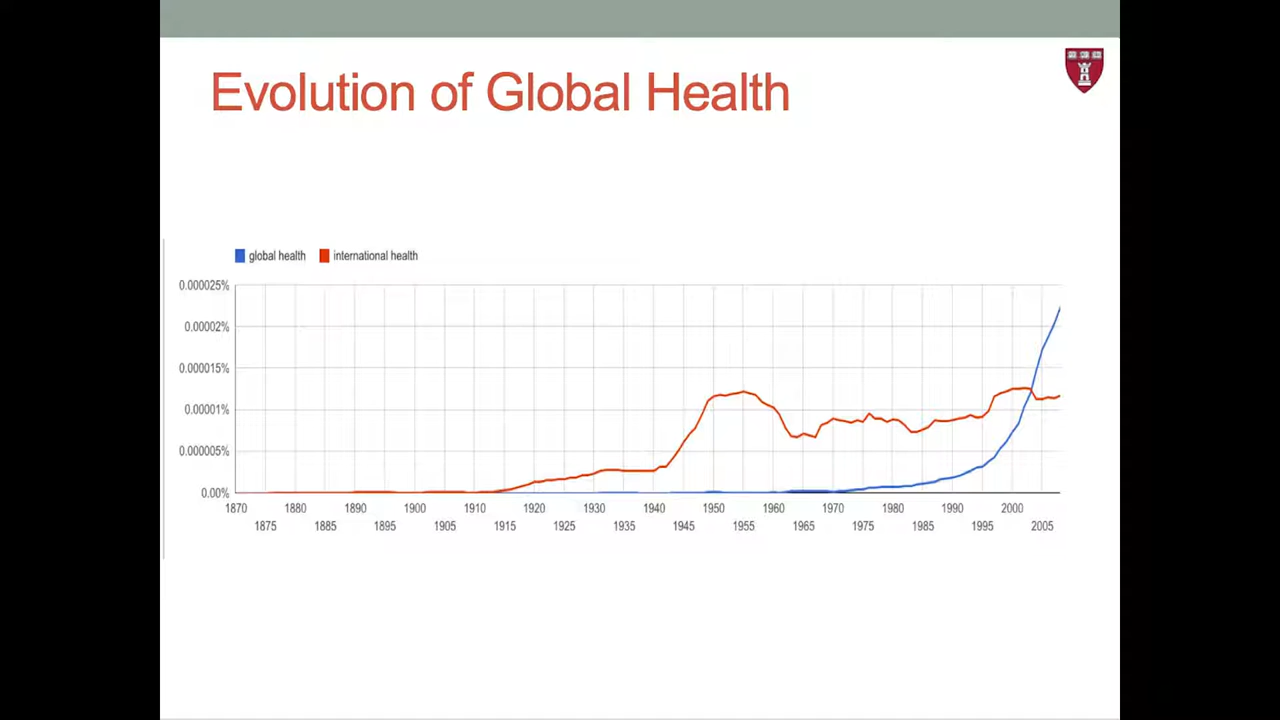 Evolution of Global Health
global health international health
0.000025%
0.00002%
0.000015%
0.00001%
0.000005%
0.00%
1870 1880 1890 1900 1910 1920 1930 1940 1950 1960 1970 1980 1990 2000
1875 1885 1895 1905 1915 1925 1935 1945 1955 1965 1975 1985 1995 2005